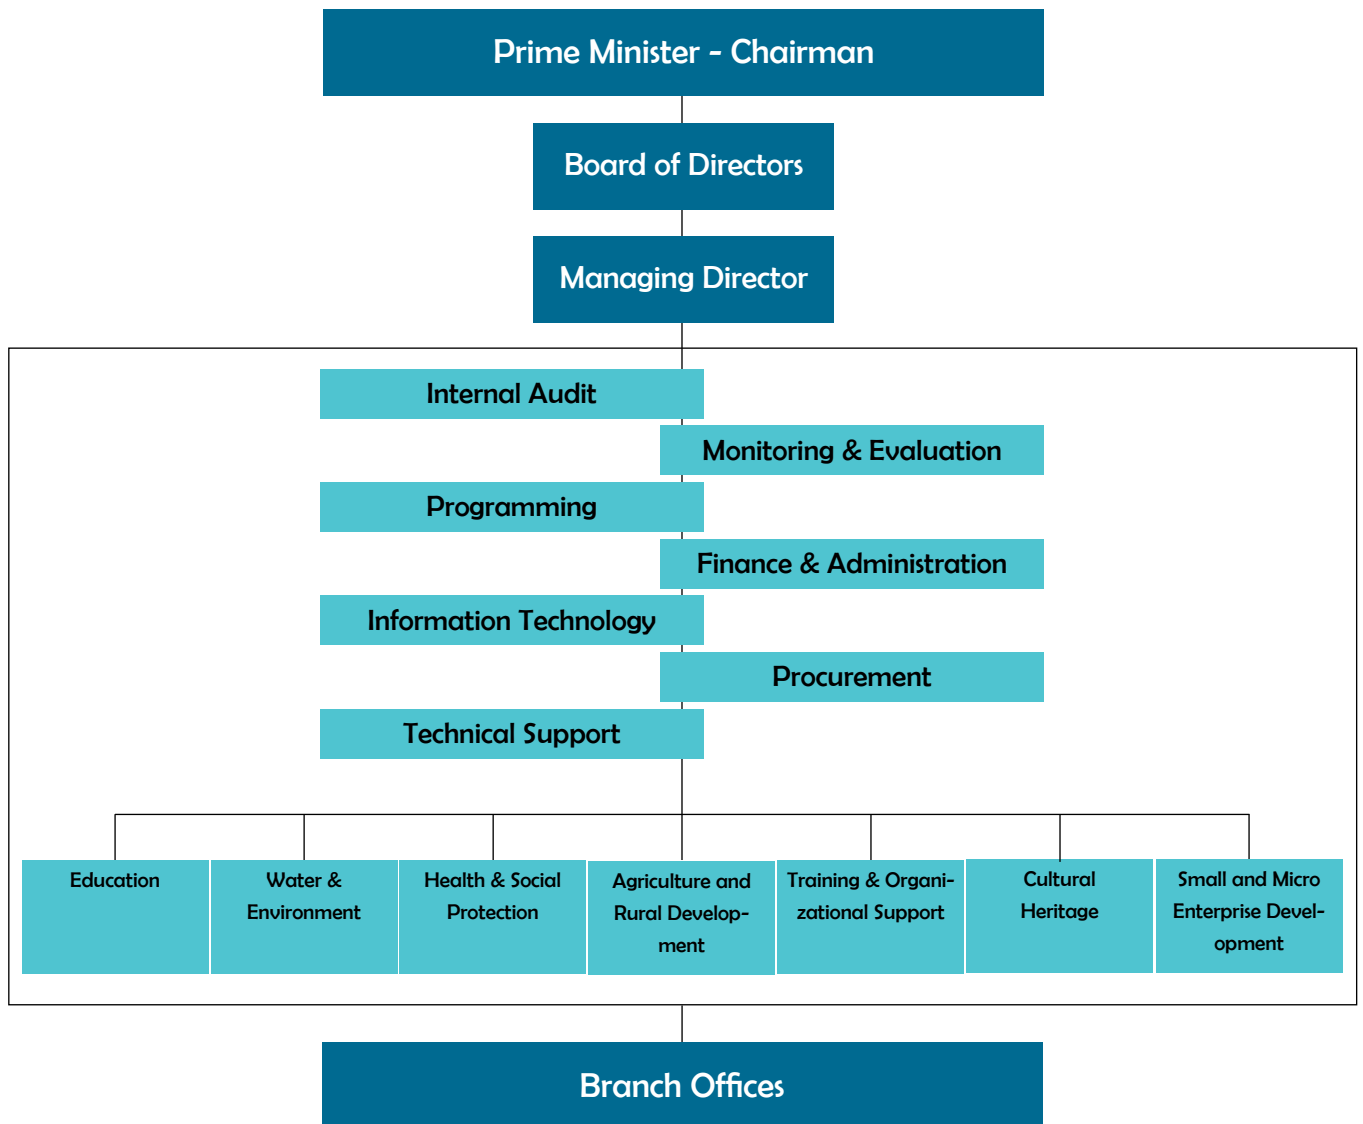 Prime Minister - Chairman
Board of Directors
Managing Director
Internal Audit
Monitoring & Evaluation
Programming
Finance & Administration
Information Technology
Procurement
Technical Support
Education
Water &
Environment
Health & Social
Protection
Agriculture and
Rural Develop-
ment
Training & Organi-
zational Support
Cultural
Heritage
Small and Micro
Enterprise Devel-
opment
Branch Offices